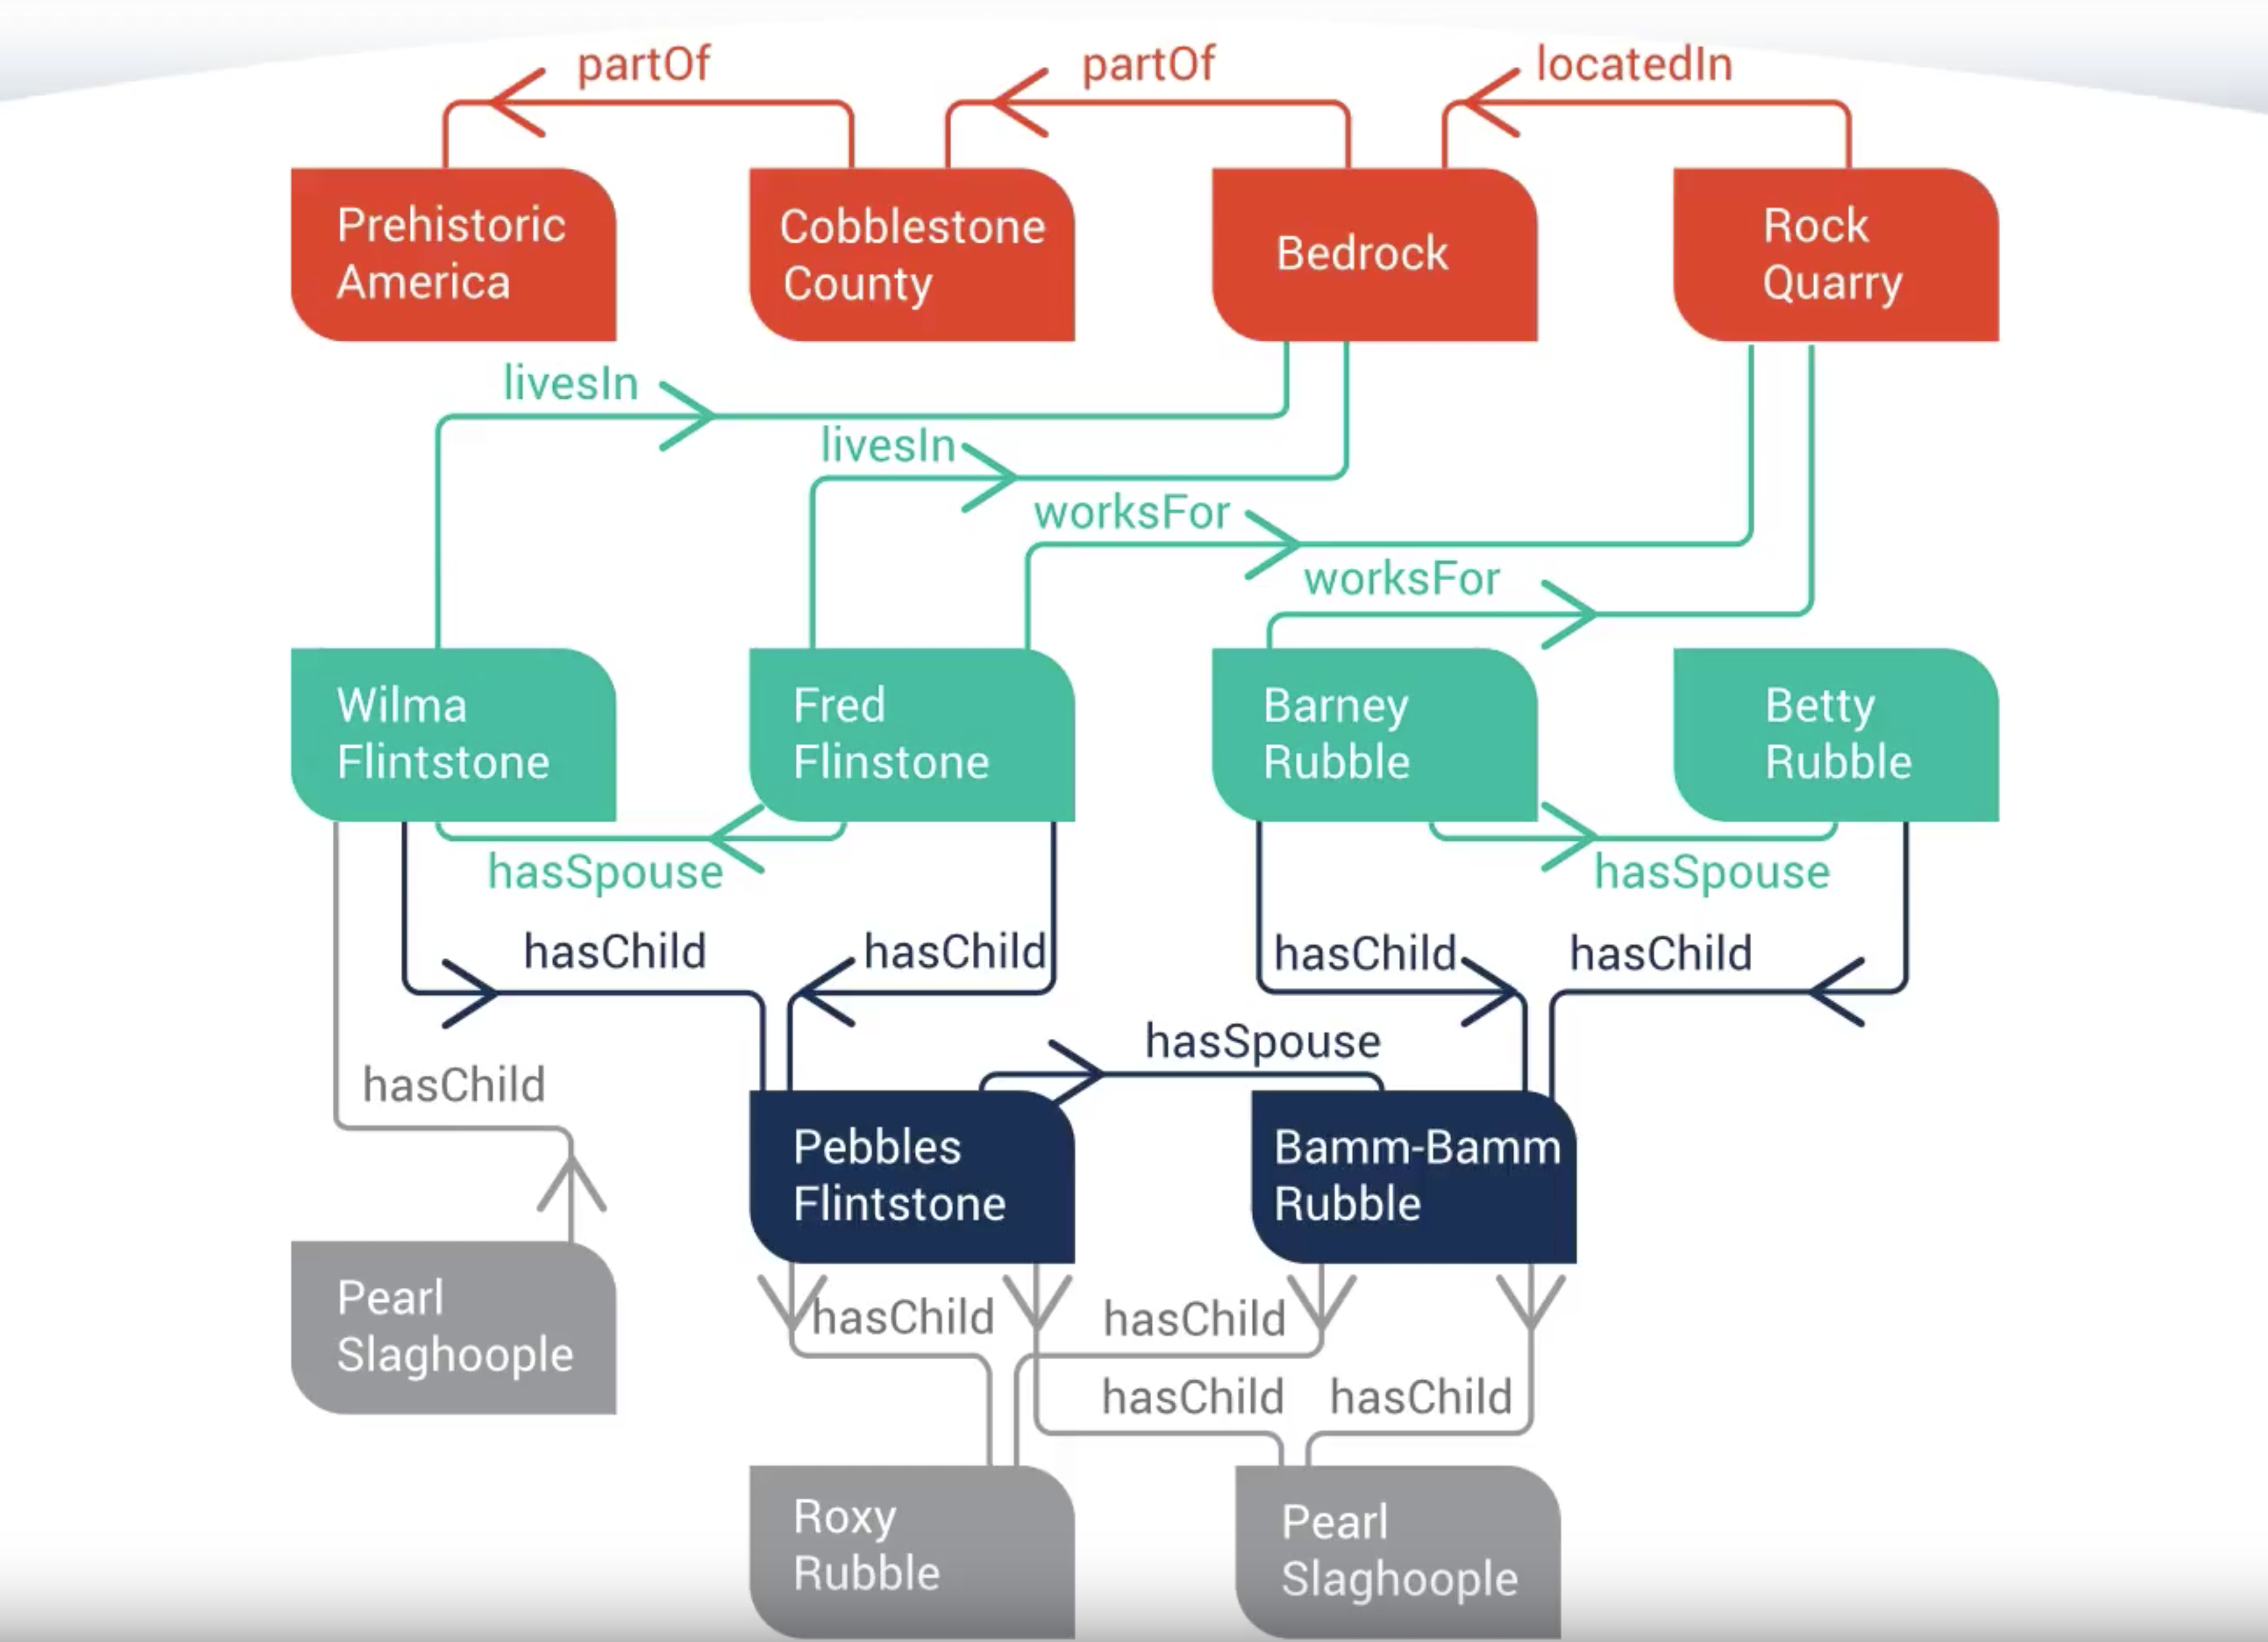 partOf
partOf
locatedIn
Prehistoric
America
Cobblestone
County
Bedrock
Rock
Quarry
livesIn
livesIn
worksFor
worksFor
Wilma
Flintstone
Fred
Flinstone
Barney
Rubble
Betty
Rubble
hasSpouse
hasSpouse
hasChild
hasChild
hasChild
hasChild
hasSpouse
hasChild
Pebbles
Flintstone
Bamm-Bamm
Rubble
Pearl
Slaghoople
hasChild
hasChild
hasChild
hasChild
Roxy
Rubble
Pearl
Slaghoople